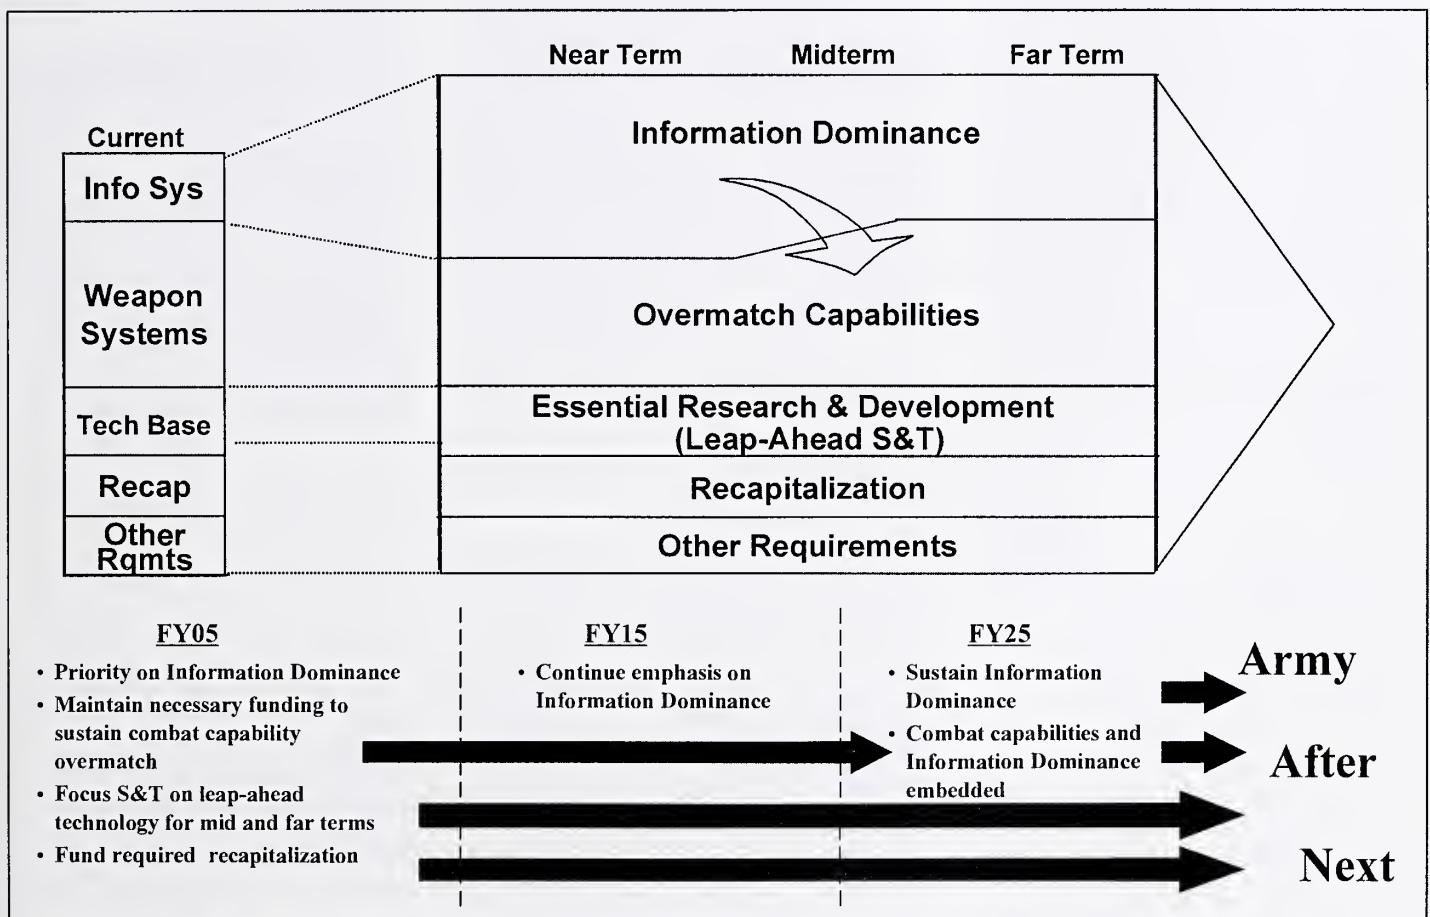 Near Term Midterm Far Term
Current
Info Sys
Weapon
Systems
Tech Base
Recap
Other
Rqmts
Information Dominance
Overmatch Capabilities
Essential Research & Development
(Leap-Ahead S&T)
Recapitalization
Other Requirements
FY05
• Priority on Information Dominance
• Maintain necessary funding to
sustain combat capability
overmatch
• Focus S&T on leap-ahead
technology for mid and far terms
• Fund required recapitalization
FY15
• Continue emphasis on
Information Dominance
FY25
• Sustain Information
Dominance
• Combat capabilities and
Information Dominance
embedded
Army
After
Next